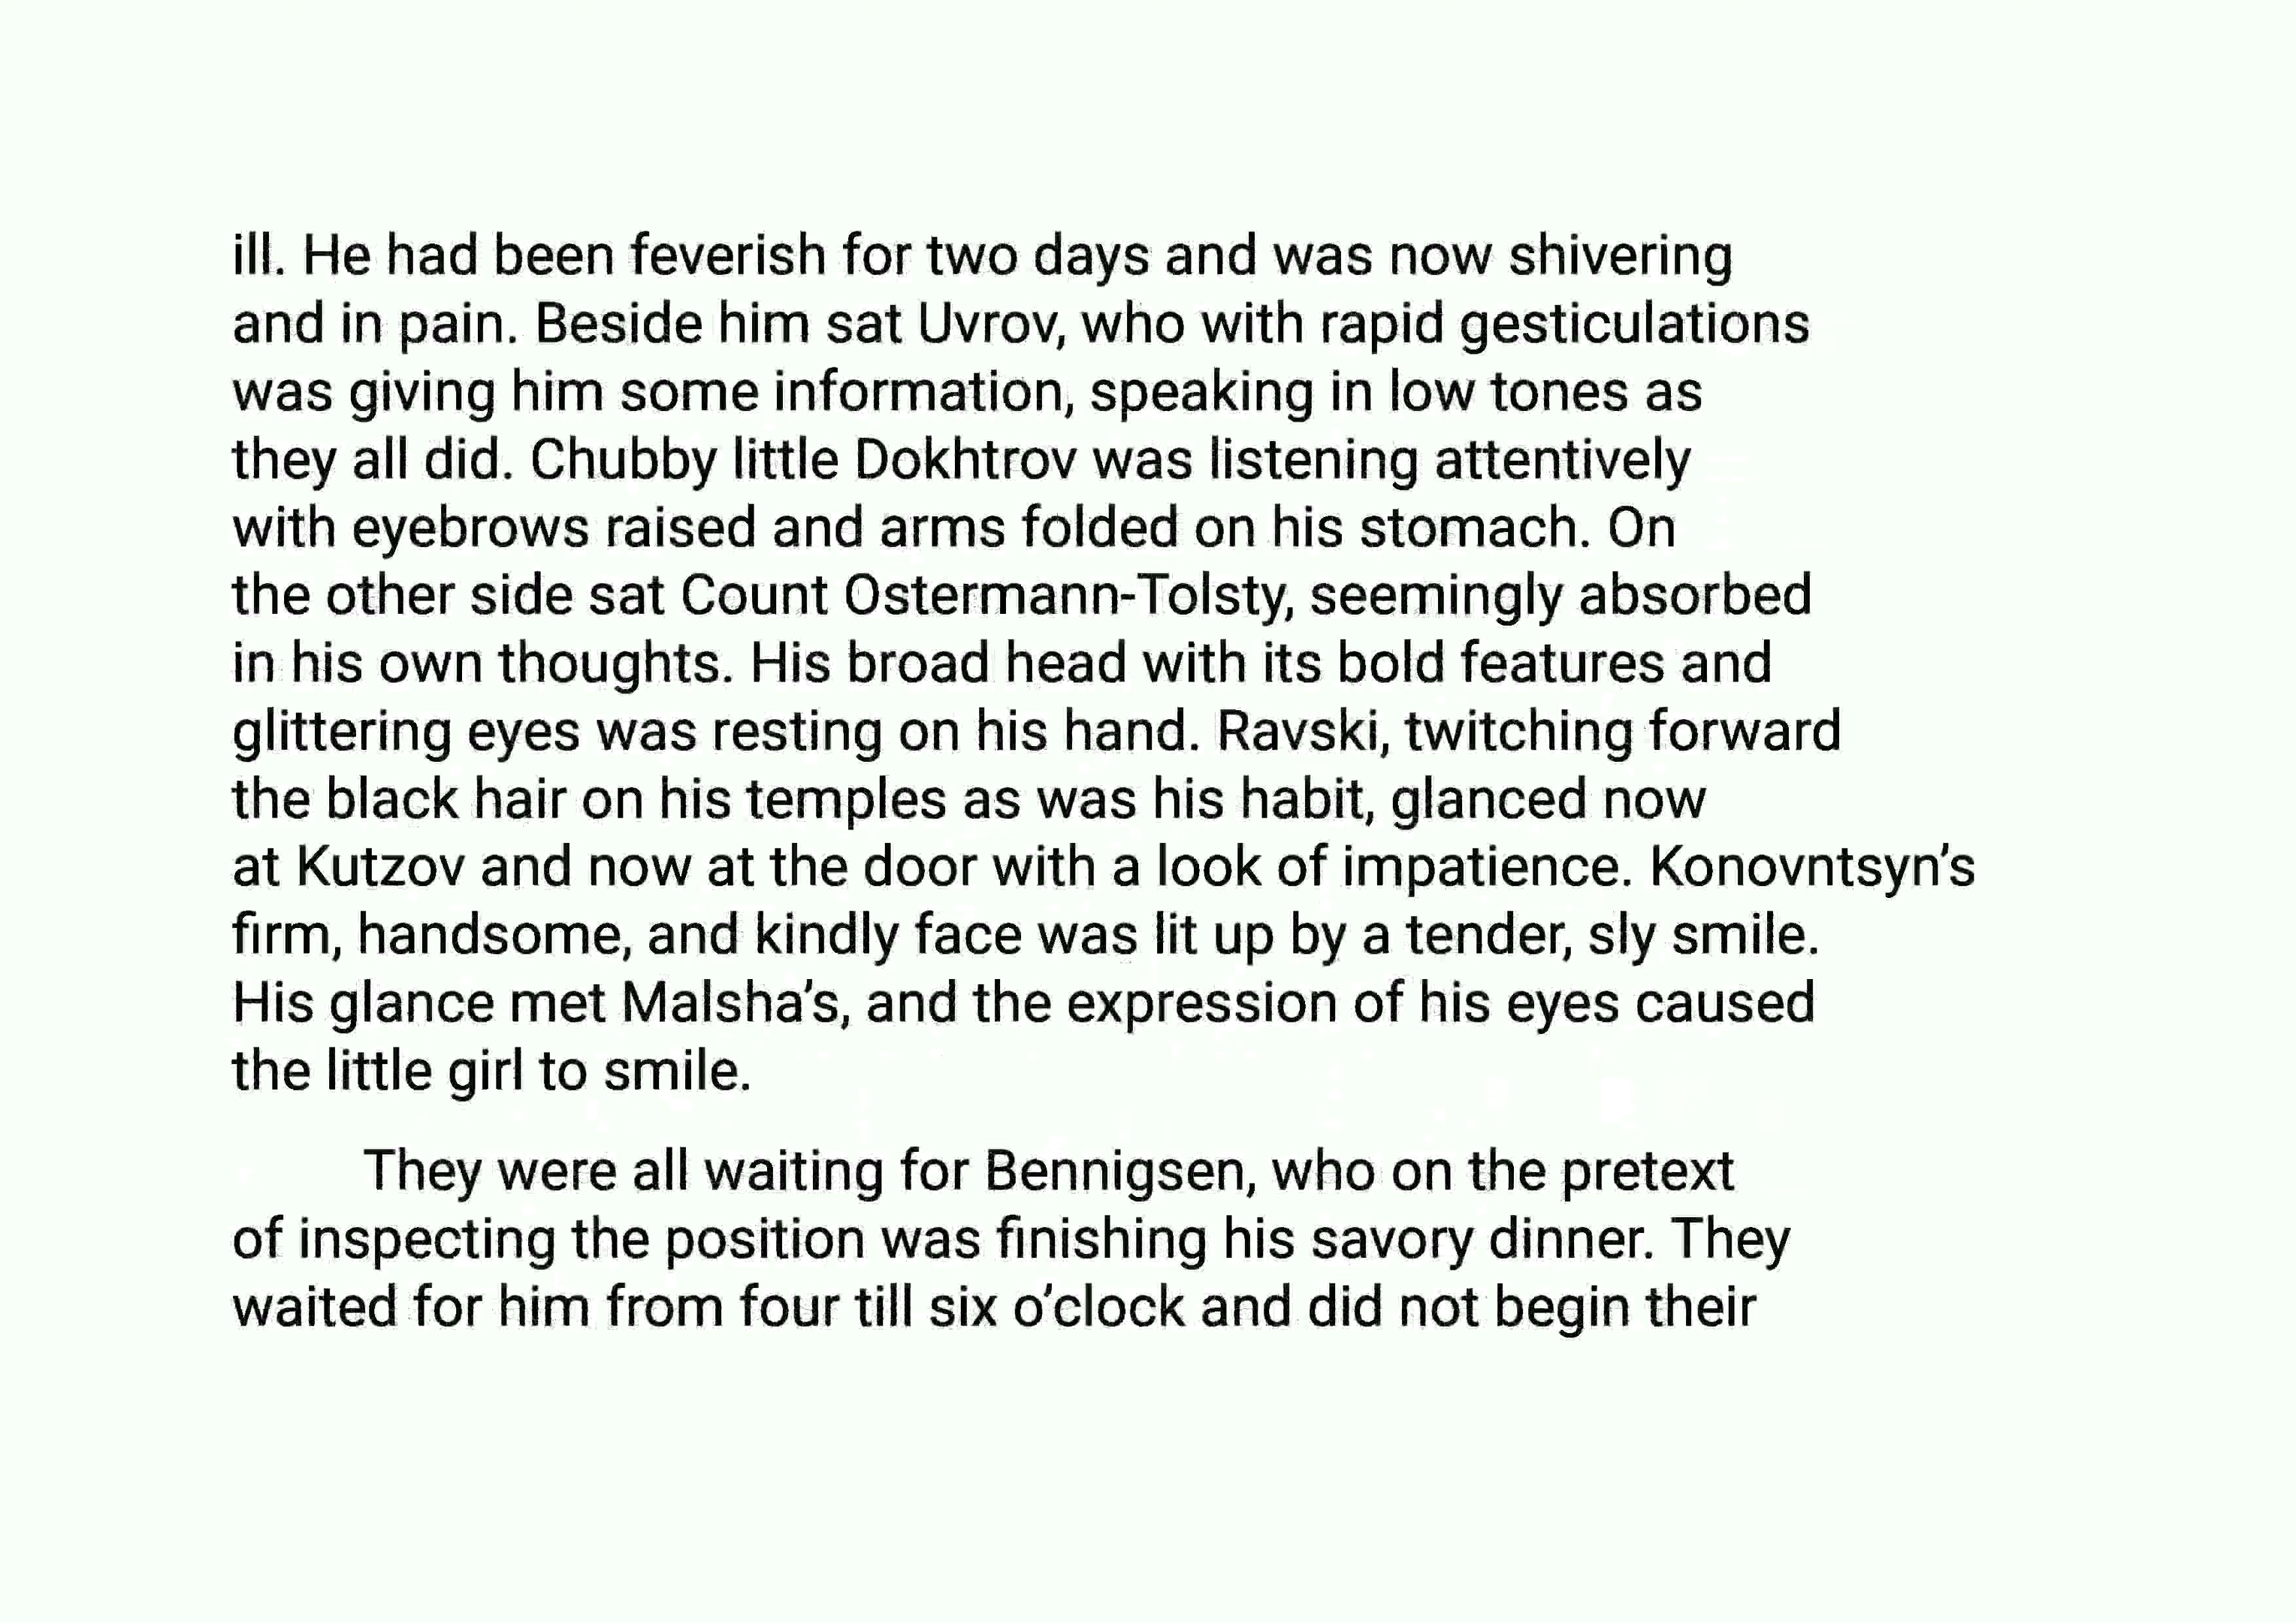 ill. He had been feverish for two days and was now shivering
and in pain. Beside him sat Uvrov, who with rapid gesticulations
was giving him some information, speaking in low tones as
they all did. Chubby little Dokhtrov was listening attentively
with eyebrows raised and arms folded on his stomach. On
the other side sat Count Ostermann-Tolsty, seemingly absorbed
in his own thoughts. His broad head with its bold features and
glittering eyes was resting on his hand. Ravski, twitching forward
the black hair on his temples as was his habit, glanced now
at Kutzov and now at the door with a look of impatience. Konovntsyn’s
firm, handsome, and kindly face was lit up by a tender, sly smile.
His glance met Malsha’s, and the expression of his eyes caused
the little girl to smile.
They were all waiting for Bennigsen, who on the pretext
of inspecting the position was finishing his savory dinner. They
waited for him from four till six o’clock and did not begin their